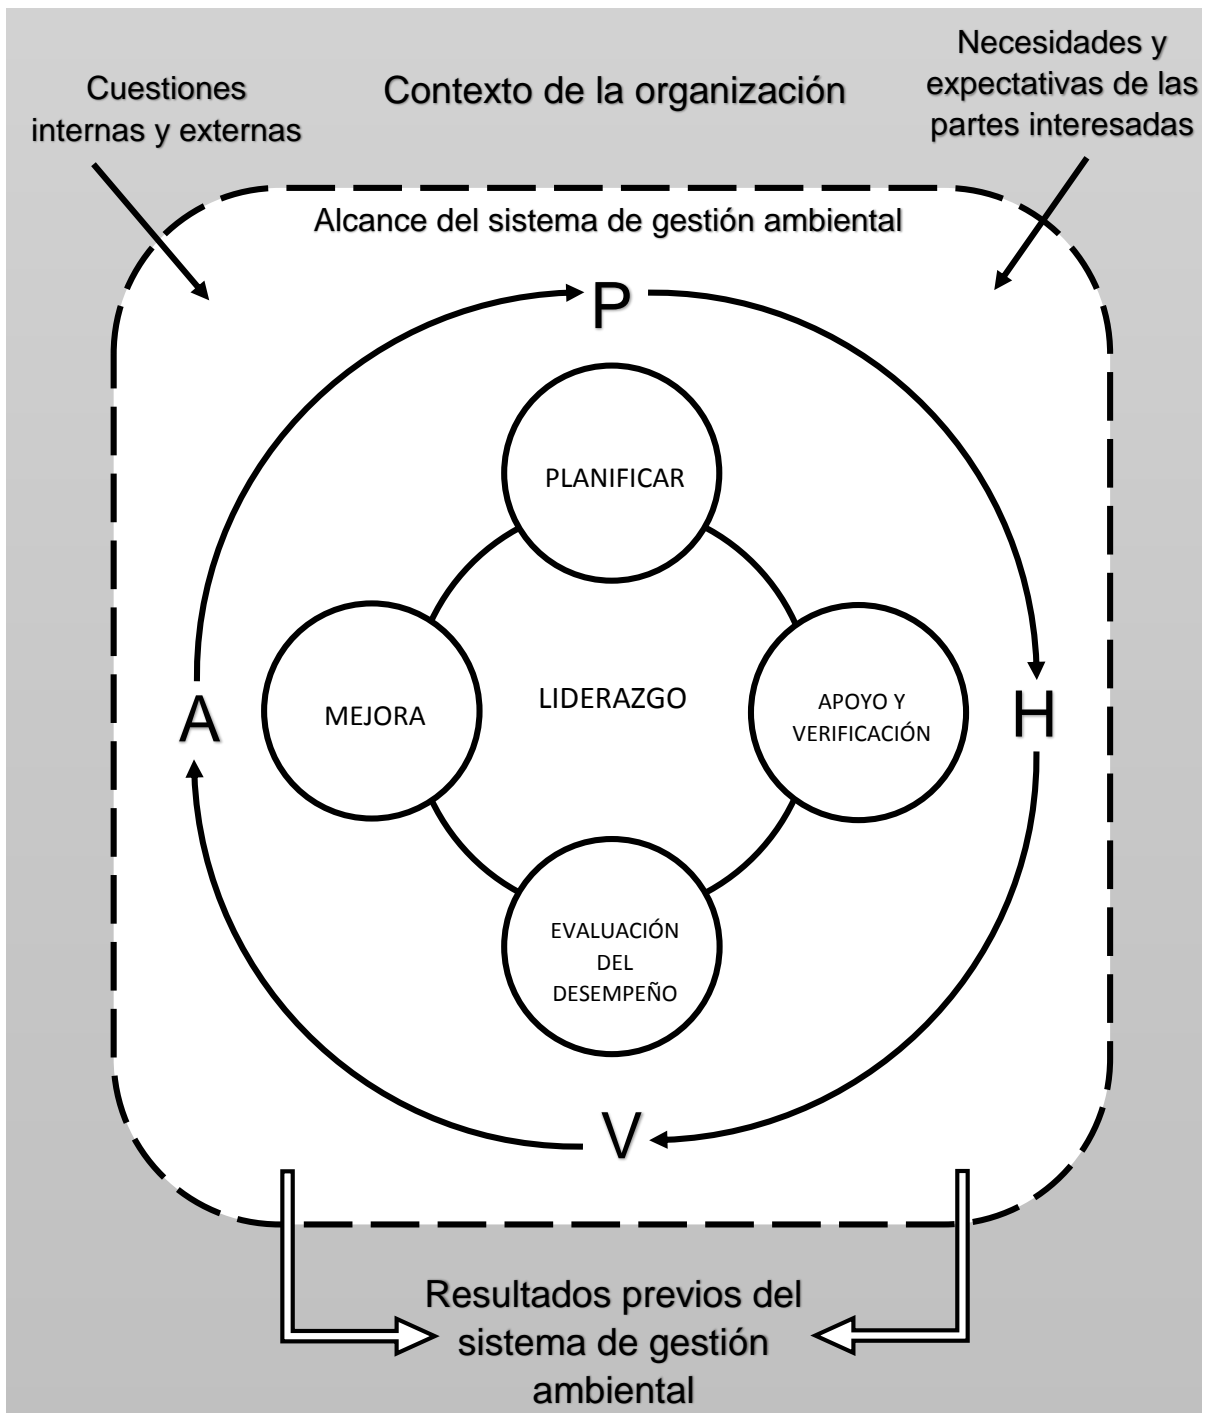 Necesidades y
expectativas de las
partes interesadas
Cuestiones
internas y externas
Contexto de la organización
Alcance del sistema de gestión ambiental
P
PLANIFICAR
A
MEJORA
LIDERAZGO
APOYO Y
VERIFICACIÓN
H
EVALUACIÓN
DEL
DESEMPEÑO
V
Resultados previos del
sistema de gestión
ambiental